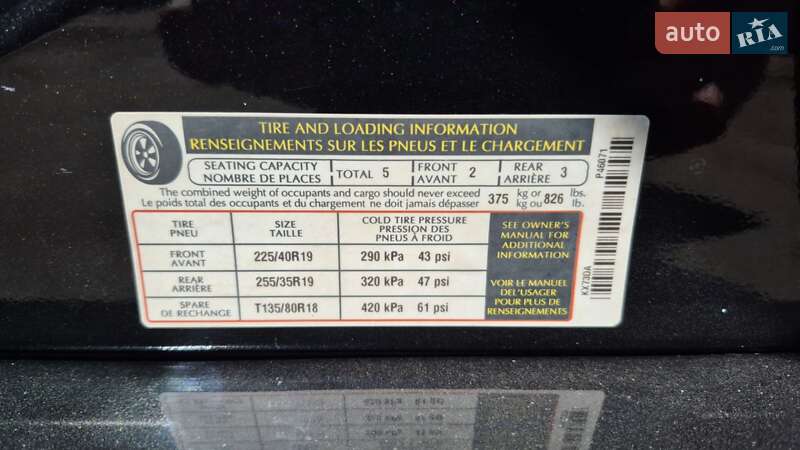 auto RIA .com
TIRE AND LOADING INFORMATION
RENSEIGNEMENTS SUR LES PNEUS ET LE CHARGEMENT
SEATING CAPACITY
NOMBRE DE PLACES
TOTAL 5
FRONT
AVANT 2
REAR
ARRIÈRE 3
The combined weight of occupants and cargo should never exceed
Le poids total des occupants et du chargement ne doit jamais dépasser
375 kg or
kg ou 826 lbs.
lb.
TIRE
PNEU
SIZE
TAILLE
COLD TIRE PRESSURE
PRESSION DES
PNEUS À FROID
FRONT
AVANT
225/40R19
290 kPa 43 psi
REAR
ARRIÈRE
255/35R19
320 kPa 47 psi
SPARE
DE RECHANGE
T135/80R18
420 kPa 61 psi
SEE OWNER'S
MANUAL FOR
ADDITIONAL
INFORMATION
VOIR LE MANUEL
DEL'USAGER
POUR PLUS DE
RENSEIGNEMENTS
P46071
KX73DA